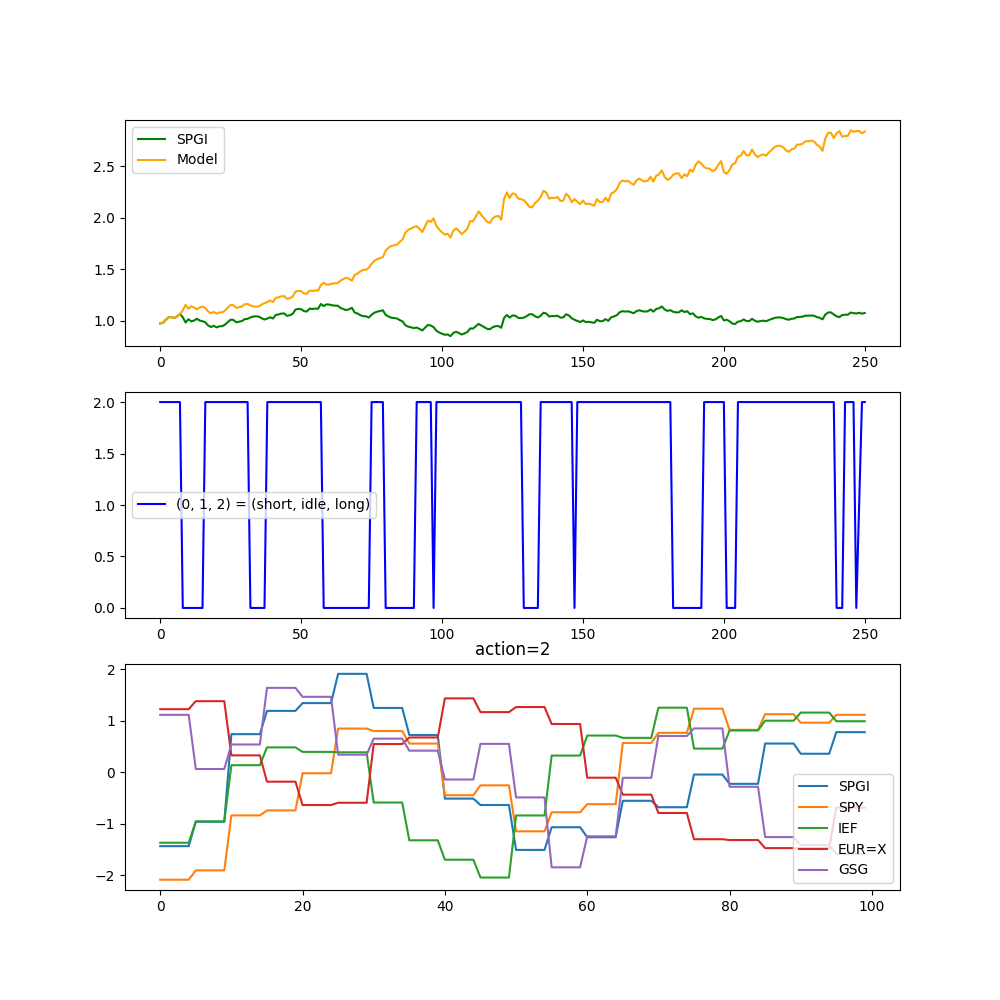 SPGI
Model
2.5
2.0
1.5
1.0
0 50 100 150 200 250
2.0
1.5
1.0
0.5
0.0
(0, 1, 2) = (short, idle, long)
0 50 100 150 200 250
action=2
2
1
0
−1
−2
SPGI
SPY
IEF
EUR=X
GSG
0 20 40 60 80 100